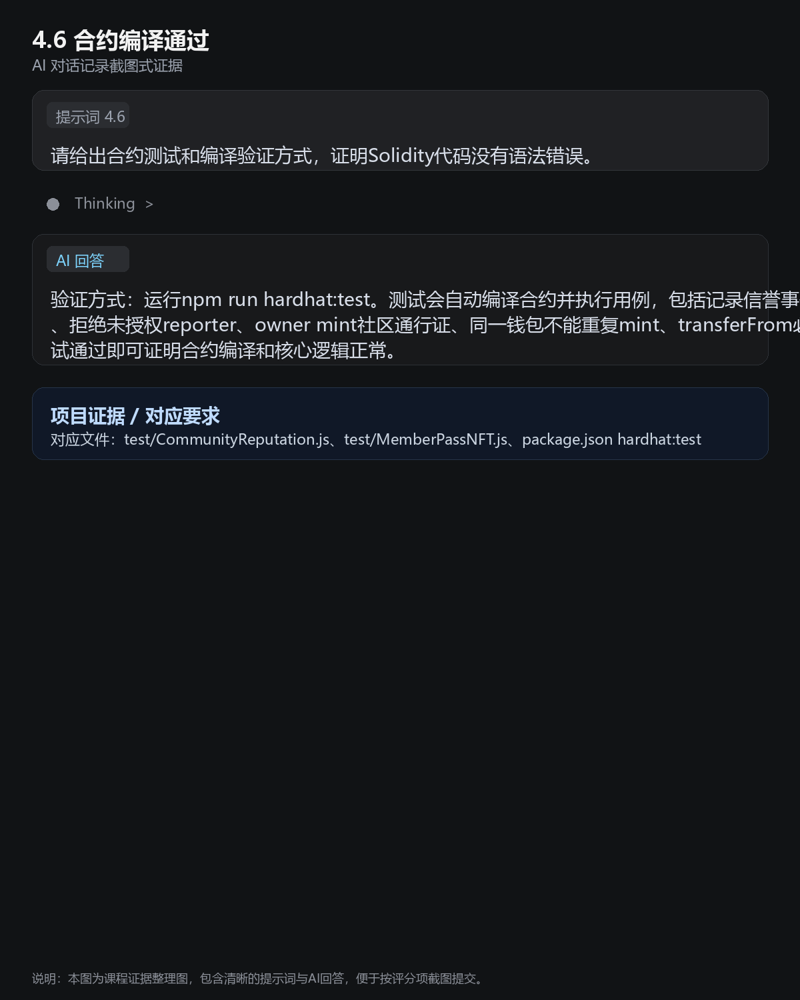 4.6 合约编译通过
AI 对话记录截图式证据
提示词 4.6
请给出合约测试和编译验证方式，证明Solidity代码没有语法错误。
Thinking >
AI 回答
验证方式：运行npm run hardhat:test。测试会自动编译合约并执行用例，包括记录信誉事
、拒绝未授权reporter、owner mint社区通行证、同一钱包不能重复mint、transferFrom
试通过即可证明合约编译和核心逻辑正常。
项目证据 / 对应要求
对应文件：test/CommunityReputation.js、test/MemberPassNFT.js、package.json hardhat:test
说明：本图为课程证据整理图，包含清晰的提示词与AI回答，便于按评分项截图提交。